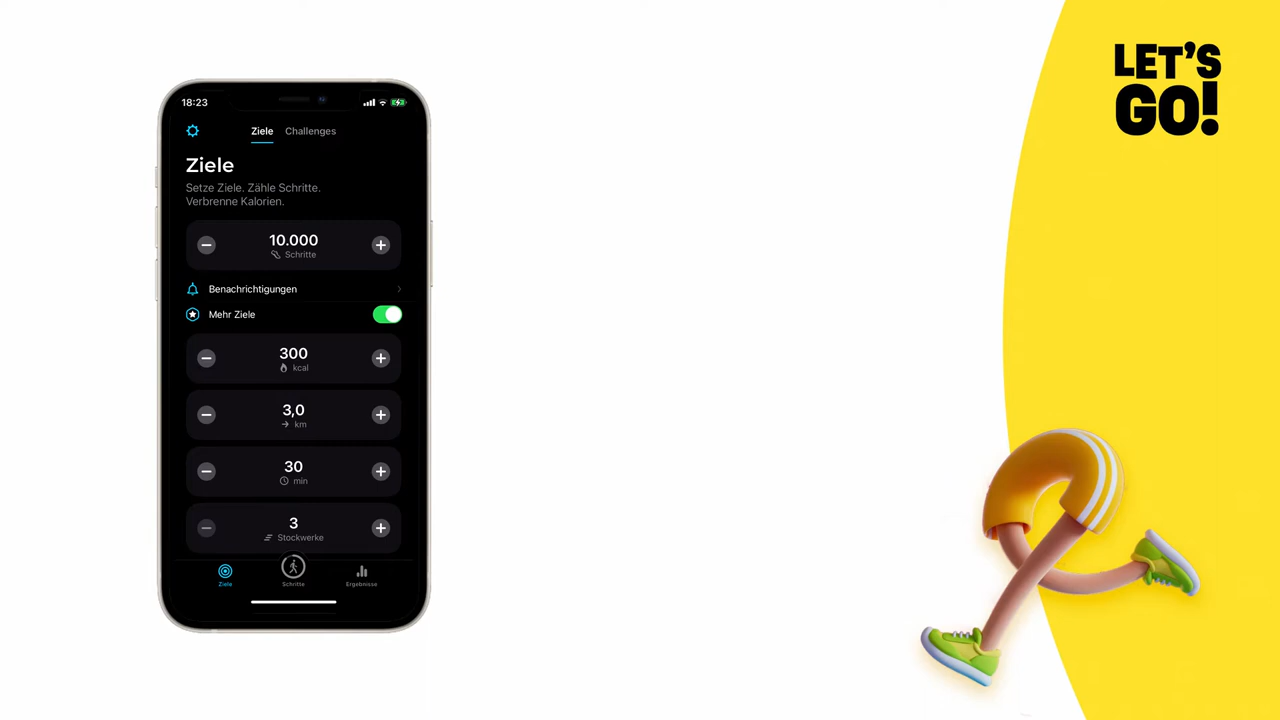 18:23
Ziele Challenges
Ziele
Setze Ziele. Zähle Schritte.
Verbrenne Kalorien.
10.000
Schritte
Benachrichtigungen
Mehr Ziele
300
kcal
3,0
km
30
min
3
Stockwerke
Ziele Schritte Ergebnisse
LET'S
GO!